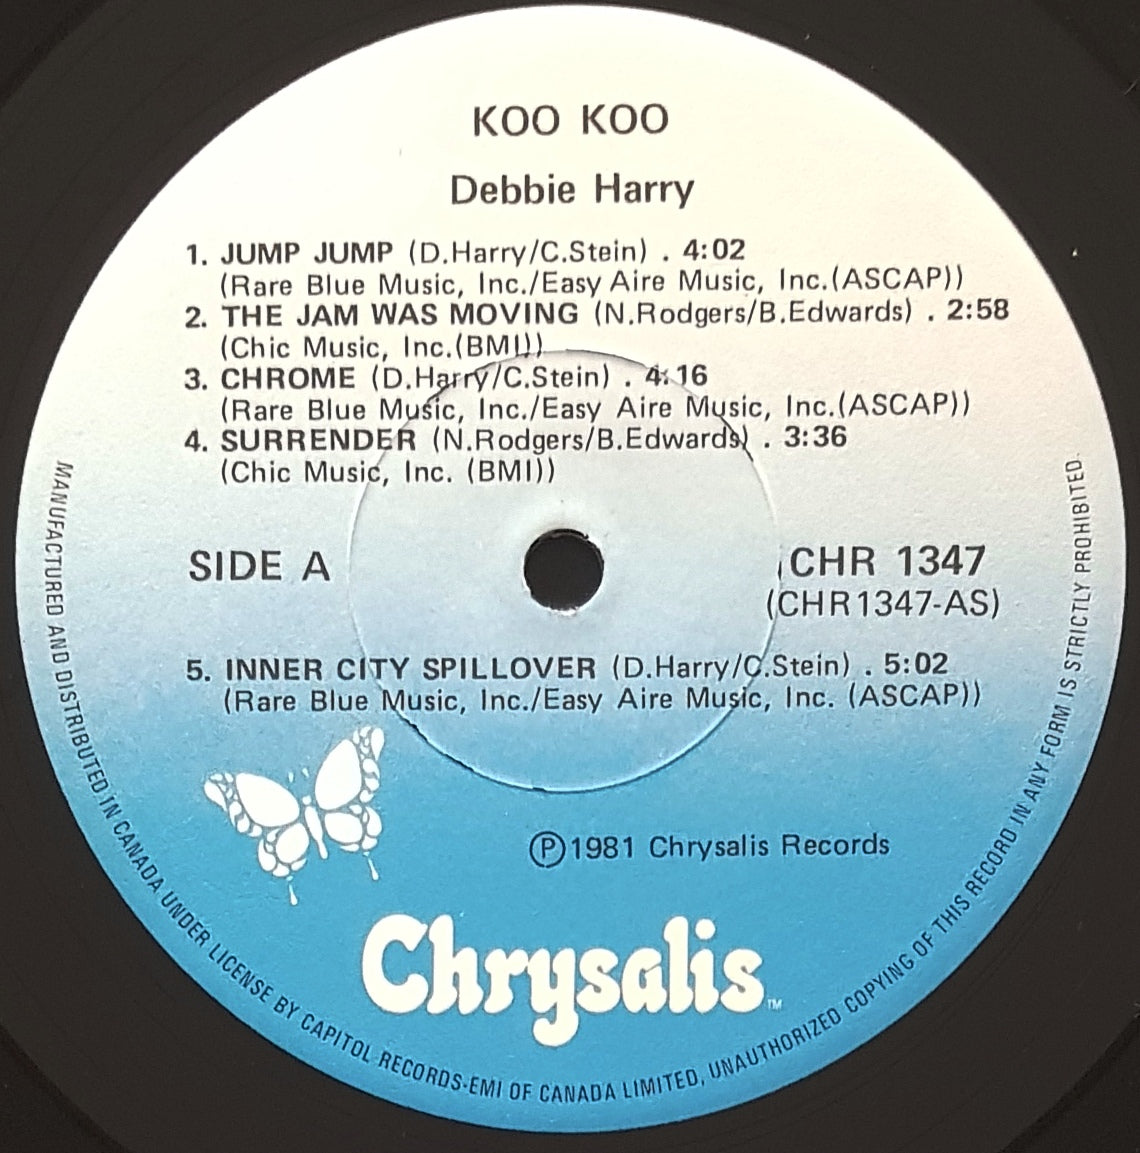 KOO KOO
Debbie Harry
1. JUMP JUMP (D.Harry/C.Stein) . 4:02
(Rare Blue Music, Inc./Easy Aire Music, Inc.(ASCAP))
2. THE JAM WAS MOVING (N.Rodgers/B.Edwards) . 2:58
(Chic Music, Inc.(BMI))
3. CHROME (D.Harry/C.Stein) . 4:16
(Rare Blue Music, Inc./Easy Aire Music, Inc.(ASCAP))
4. SURRENDER (N.Rodgers/B.Edwards) . 3:36
(Chic Music, Inc. (BMI))
SIDE A
CHR 1347
(CHR1347-AS)
5. INNER CITY SPILLOVER (D.Harry/C.Stein) . 5:02
(Rare Blue Music, Inc./Easy Aire Music, Inc. (ASCAP))
Ⓟ1981 Chrysalis Records
Chrysalis™
MANUFACTURED AND DISTRIBUTED IN CANADA UNDER LICENSE BY CAPITOL RECORDS-EMI OF CANADA LIMITED, UNAUTHORIZED COPYING OF THIS RECORD IN ANY FORM IS STRICTLY PROHIBITED.